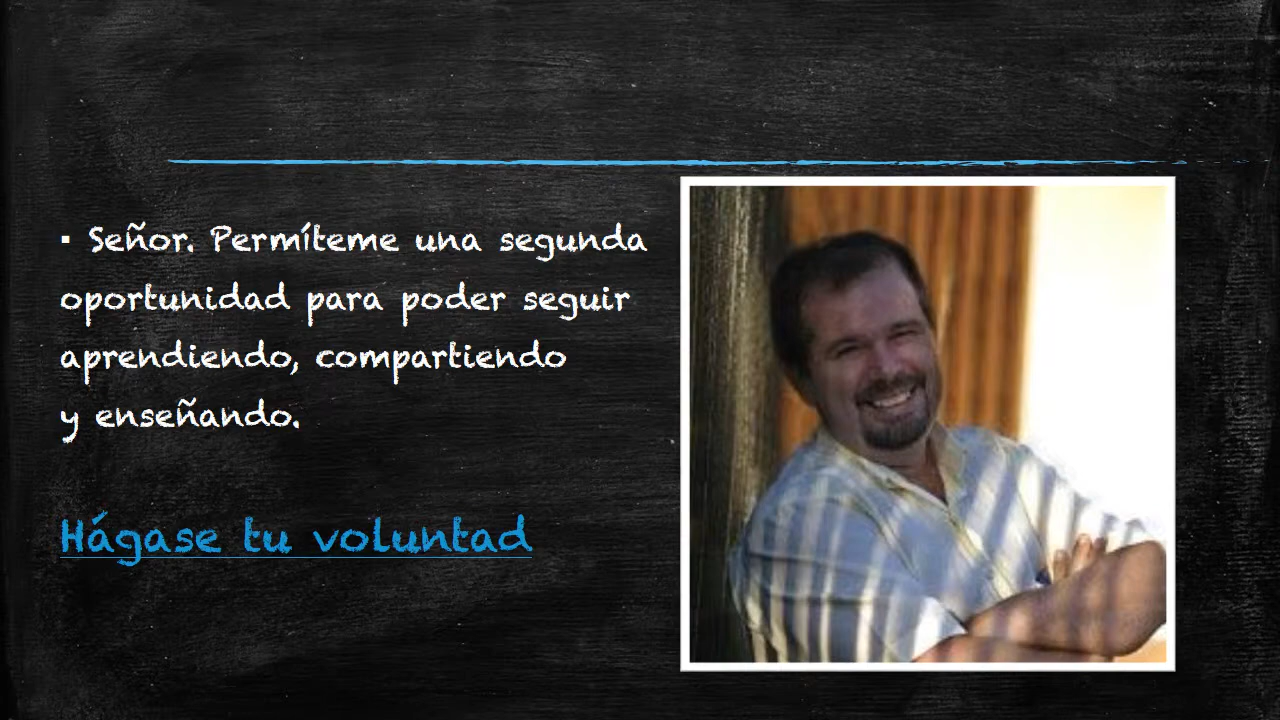 ▪ Señor. Permíteme una segunda
oportunidad para poder seguir
aprendiendo, compartiendo
y enseñando.
Hágase tu voluntad